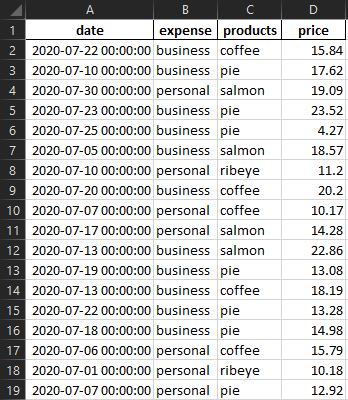 A B C D
1 date expense products price
2 2020-07-22 00:00:00 business coffee 15.84
3 2020-07-10 00:00:00 business pie 17.62
4 2020-07-30 00:00:00 personal salmon 19.09
5 2020-07-23 00:00:00 business pie 23.52
6 2020-07-25 00:00:00 business pie 4.27
7 2020-07-05 00:00:00 business salmon 18.57
8 2020-07-10 00:00:00 personal ribeye 11.2
9 2020-07-20 00:00:00 business coffee 20.2
10 2020-07-07 00:00:00 personal coffee 10.17
11 2020-07-17 00:00:00 personal salmon 14.28
12 2020-07-13 00:00:00 business salmon 22.86
13 2020-07-19 00:00:00 business pie 13.08
14 2020-07-13 00:00:00 business coffee 18.19
15 2020-07-22 00:00:00 business pie 13.28
16 2020-07-18 00:00:00 business pie 14.98
17 2020-07-06 00:00:00 personal coffee 15.79
18 2020-07-01 00:00:00 personal ribeye 10.18
19 2020-07-07 00:00:00 personal pie 12.92